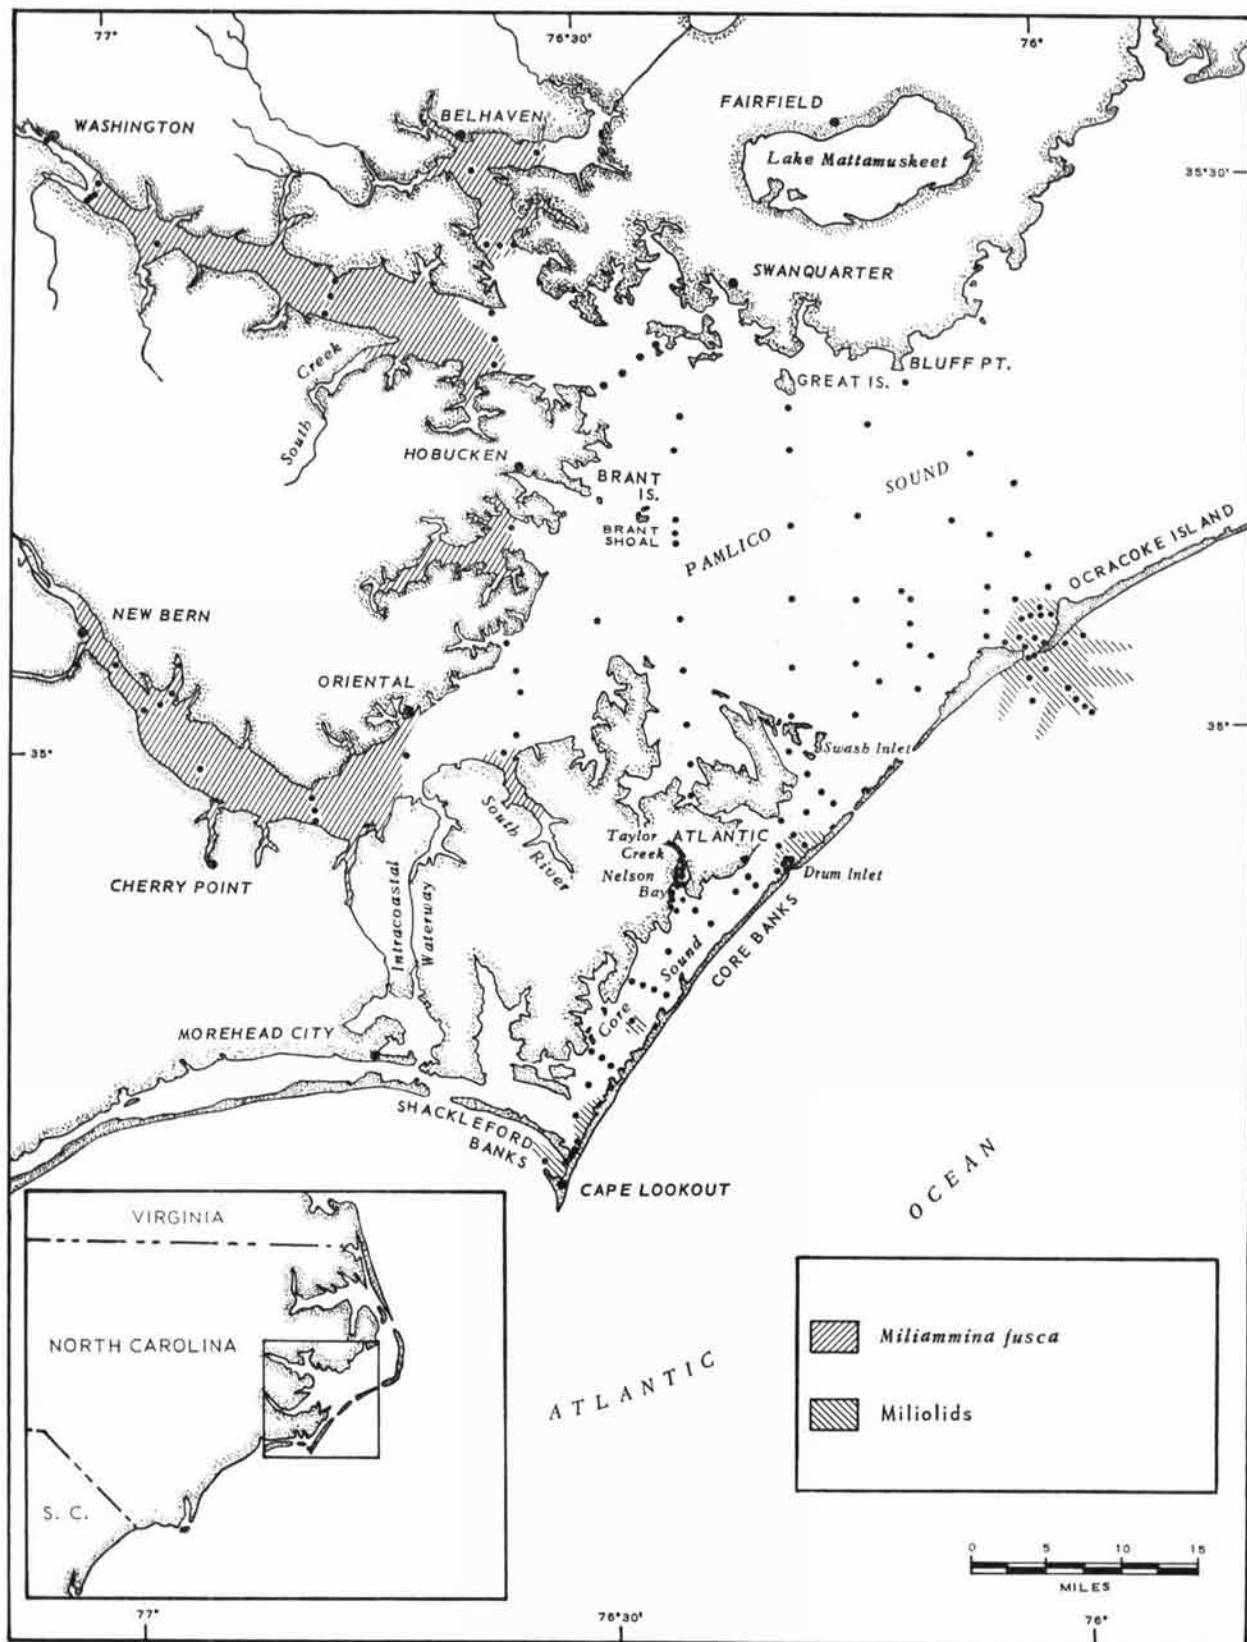 77°
76°30'
76°
WASHINGTON
BELHAVEN
FAIRFIELD
Lake Mattamuskeet
35°30'
SWANQUARTER
South Creek
BLUFF PT.
GREAT IS.
HOBUCKEN
BRANT
IS.
BRANT
SHOAL
PAMLICO SOUND
OCRACOKE ISLAND
NEW BERN
ORIENTAL
35°
35°
Swash Inlet
South River
Taylor
Creek
ATLANTIC
Nelson
Bay
Drum Inlet
CHERRY POINT
Intracoastal
Waterway
CORE BANKS
Core Sound
MOREHEAD CITY
SHACKLEFORD
BANKS
CAPE LOOKOUT
ATLANTIC OCEAN
VIRGINIA
NORTH CAROLINA
S. C.
Miliammina fusca
Miliolids
0 5 10 15
MILES
77°
76°30'
76°